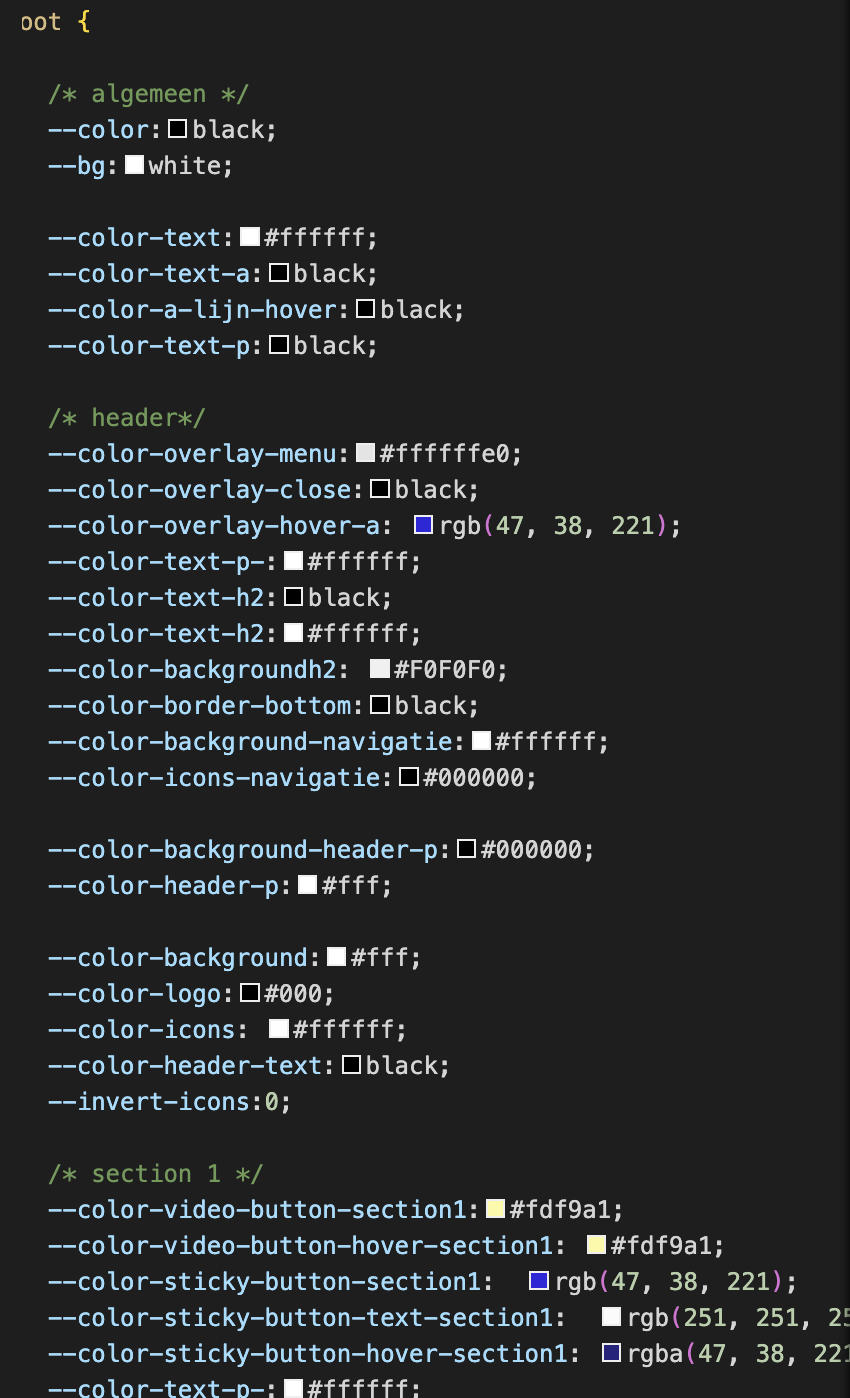 oot {
/* algemeen */
--color:black;
--bg:white;
--color-text:#ffffff;
--color-text-a:black;
--color-a-lijn-hover:black;
--color-text-p:black;
/* header*/
--color-overlay-menu:#ffffffe0;
--color-overlay-close:black;
--color-overlay-hover-a: rgb(47, 38, 221);
--color-text-p-:#ffffff;
--color-text-h2:black;
--color-text-h2:#ffffff;
--color-backgroundh2: #F0F0F0;
--color-border-bottom:black;
--color-background-navigatie:#ffffff;
--color-icons-navigatie:#000000;
--color-background-header-p:#000000;
--color-header-p:#fff;
--color-background:#fff;
--color-logo:#000;
--color-icons: #ffffff;
--color-header-text:black;
--invert-icons:0;
/* section 1 */
--color-video-button-section1:#fdf9a1;
--color-video-button-hover-section1: #fdf9a1;
--color-sticky-button-section1: rgb(47, 38, 221);
--color-sticky-button-text-section1: rgb(251, 251, 25
--color-sticky-button-hover-section1: rgba(47, 38, 221
--color-text-p-:#ffffff;